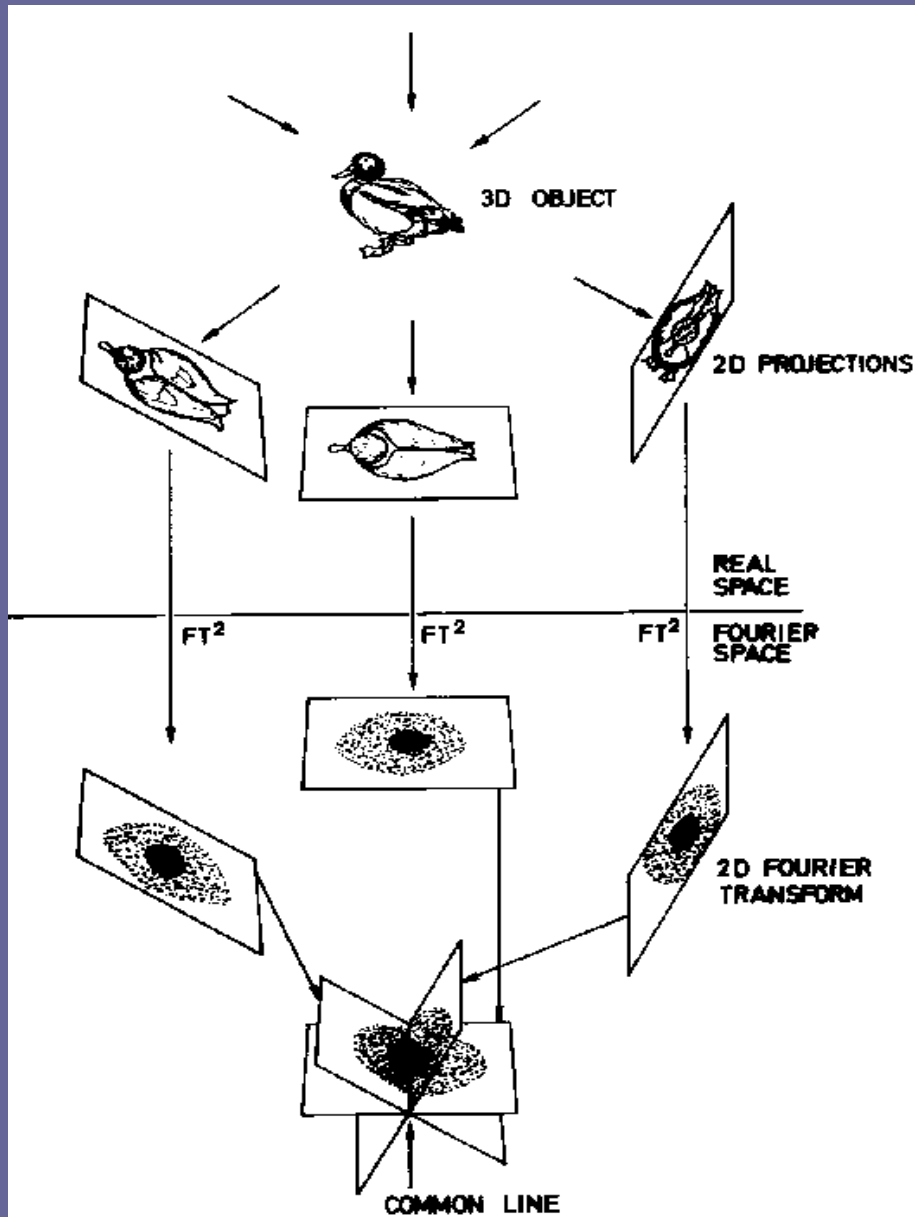 3D OBJECT
2D PROJECTIONS
REAL
SPACE
FT² FT² FT² FOURIER
SPACE
2D FOURIER
TRANSFORM
COMMON LINE